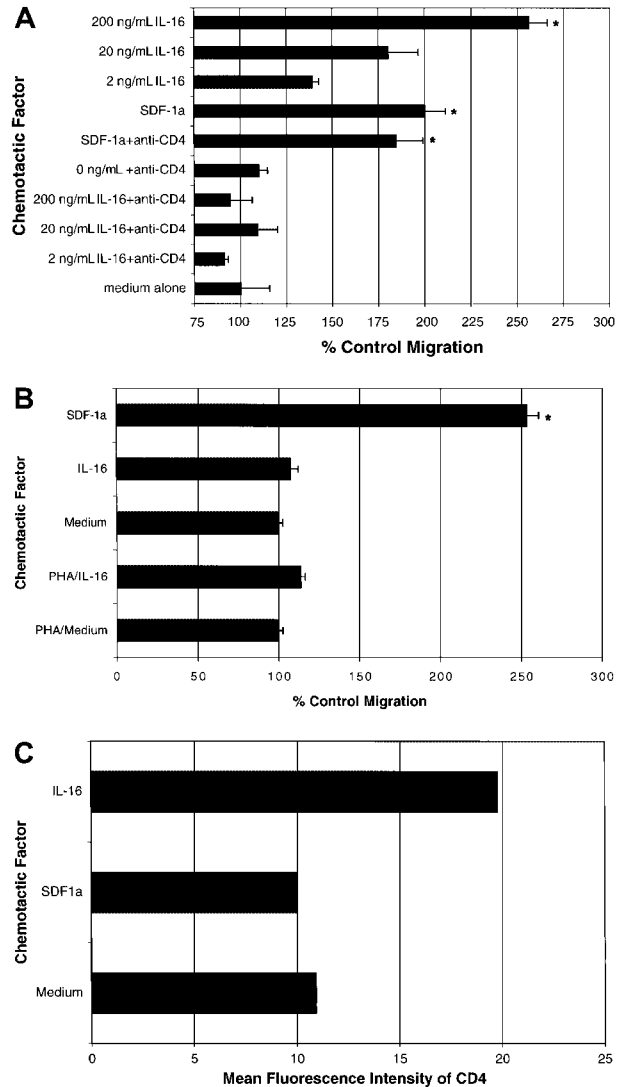 A
Chemotactic Factor
200 ng/mL IL-16
*
20 ng/mL IL-16
2 ng/mL IL-16
SDF-1a
*
SDF-1a+anti-CD4
*
0 ng/mL +anti-CD4
200 ng/mL IL-16+anti-CD4
20 ng/mL IL-16+anti-CD4
2 ng/mL IL-16+anti-CD4
medium alone
75 100 125 150 175 200 225 250 275 300
% Control Migration
B
Chemotactic Factor
SDF-1a
*
IL-16
Medium
PHA/IL-16
PHA/Medium
0 50 100 150 200 250 300
% Control Migration
C
Chemotactic Factor
IL-16
SDF1a
Medium
0 5 10 15 20 25
Mean Fluorescence Intensity of CD4